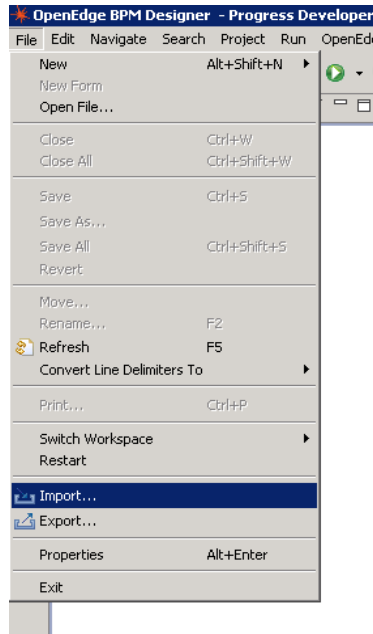 OpenEdge BPM Designer - Progress Developer
File Edit Navigate Search Project Run OpenEd
New Alt+Shift+N
New Form
Open File...
Close Ctrl+W
Close All Ctrl+Shift+W
Save Ctrl+S
Save As...
Save All Ctrl+Shift+S
Revert
Move...
Rename... F2
Refresh F5
Convert Line Delimiters To
Print... Ctrl+P
Switch Workspace
Restart
Import...
Export...
Properties Alt+Enter
Exit